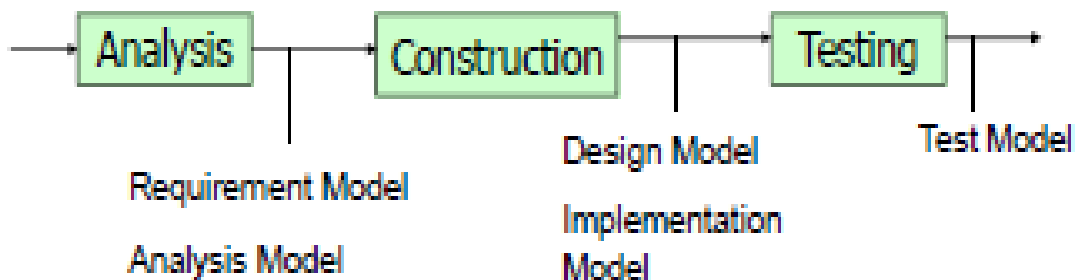 Analysis
Construction
Testing
Requirement Model
Analysis Model
Design Model
Implementation
Model
Test Model